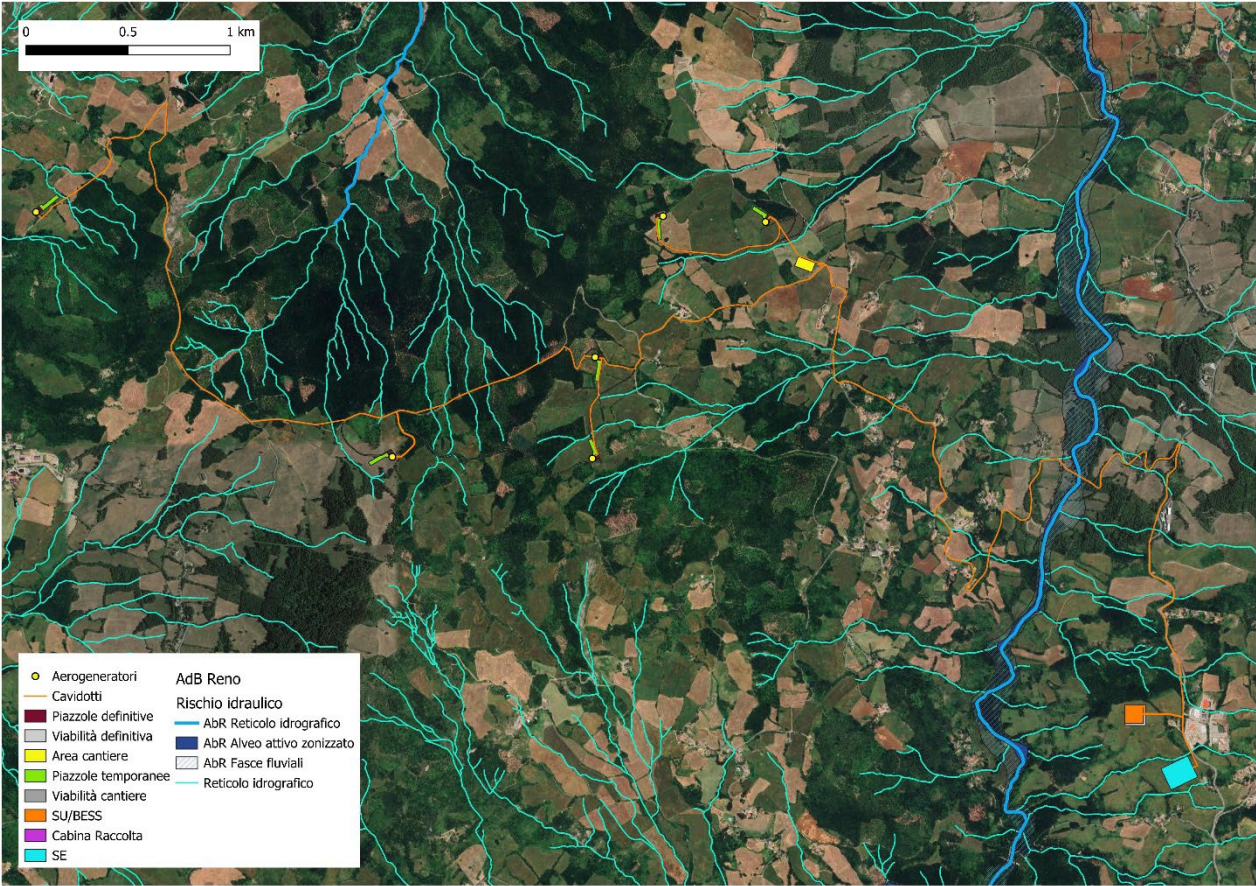 0 0.5 1 km
Aerogeneratori
Cavidotti
Piazzole definitive
Viabilità definitiva
Area cantiere
Piazzole temporanee
Viabilità cantiere
SU/BESS
Cabina Raccolta
SE
AdB Reno
Rischio idraulico
AbR Reticolo idrografico
AbR Alveo attivo zonizzato
AbR Fasce fluviali
Reticolo idrografico